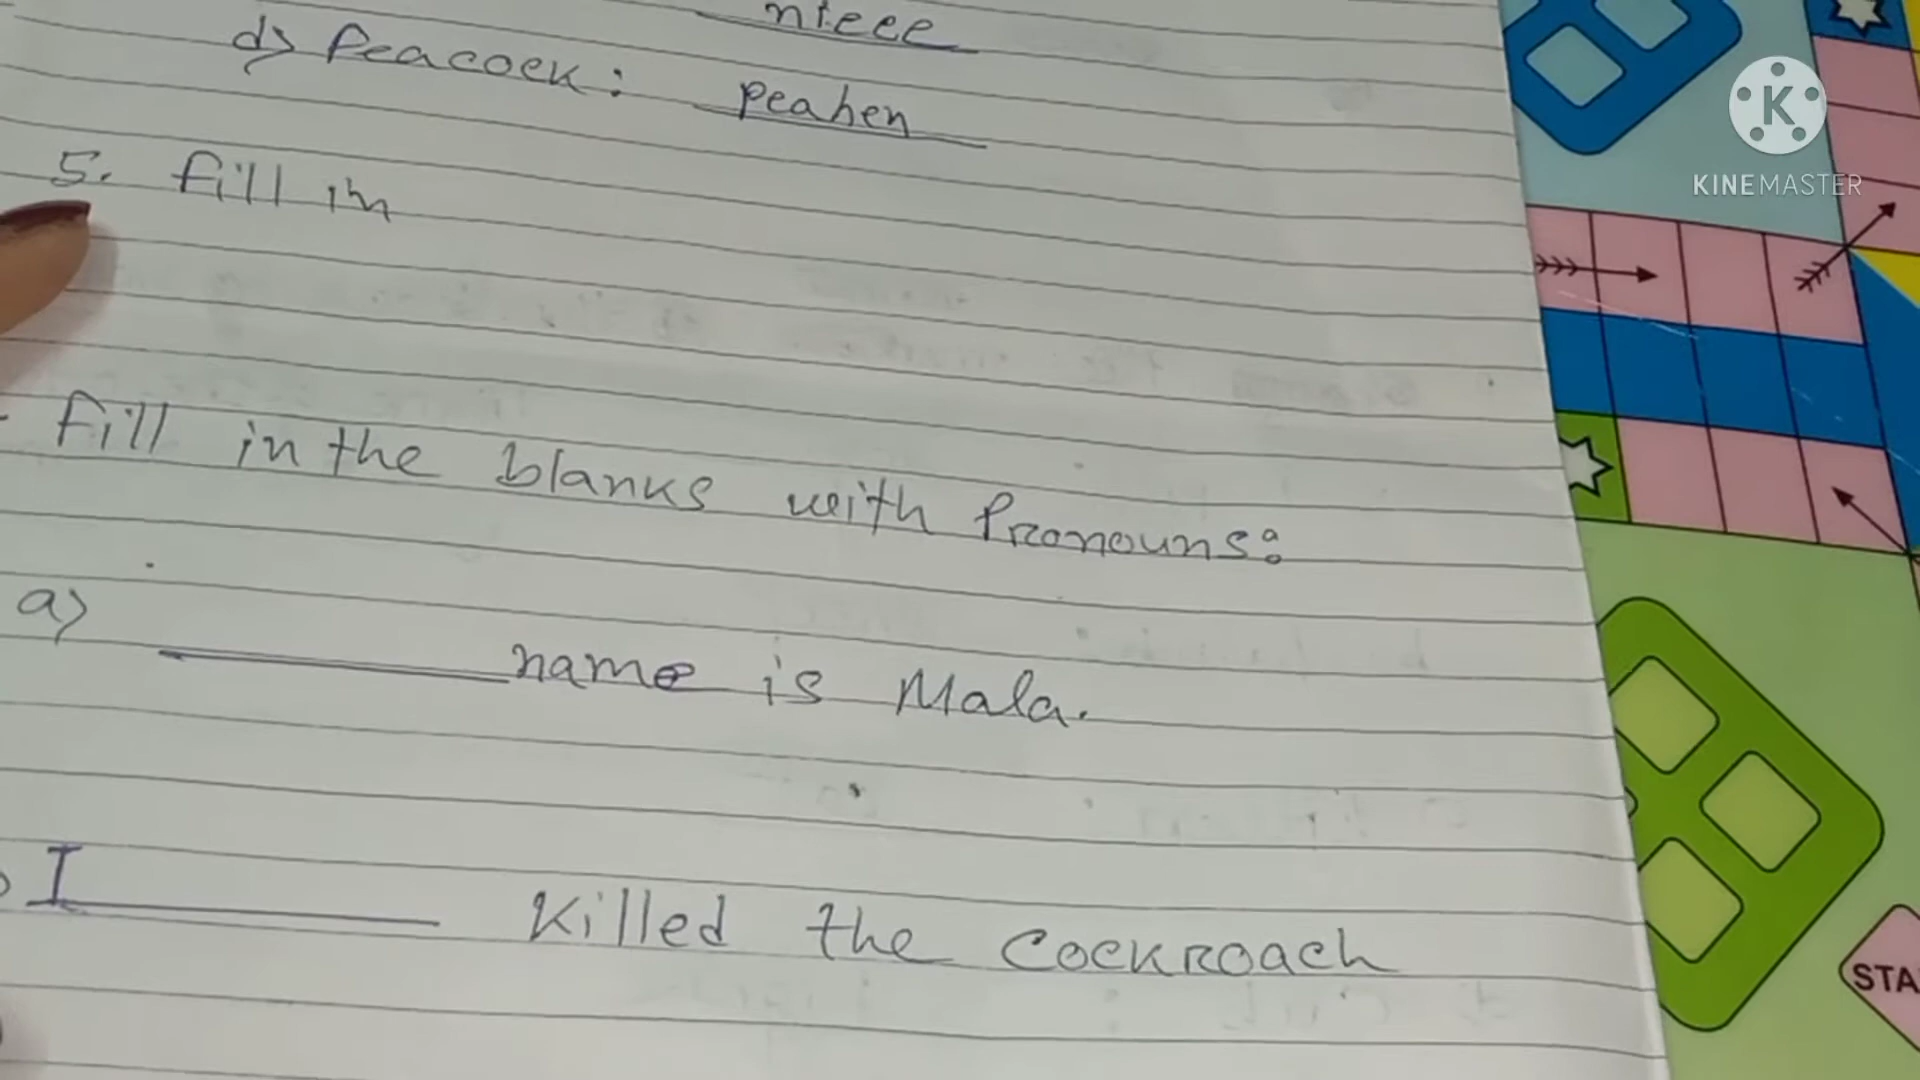 niece
d) Peacock: peahen
5. fill in
Fill in the blanks with Pronouns:
a) ______ name is Mala.
I ______ killed the cockroach
K
KINEMASTER
STA